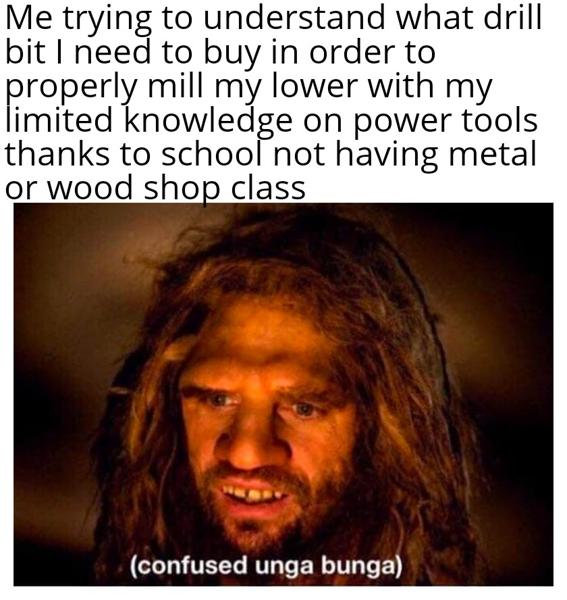 Me trying to understand what drill
bit I need to buy in order to
properly mill my lower with my
limited knowledge on power tools
thanks to school not having metal
or wood shop class
(confused unga bunga)